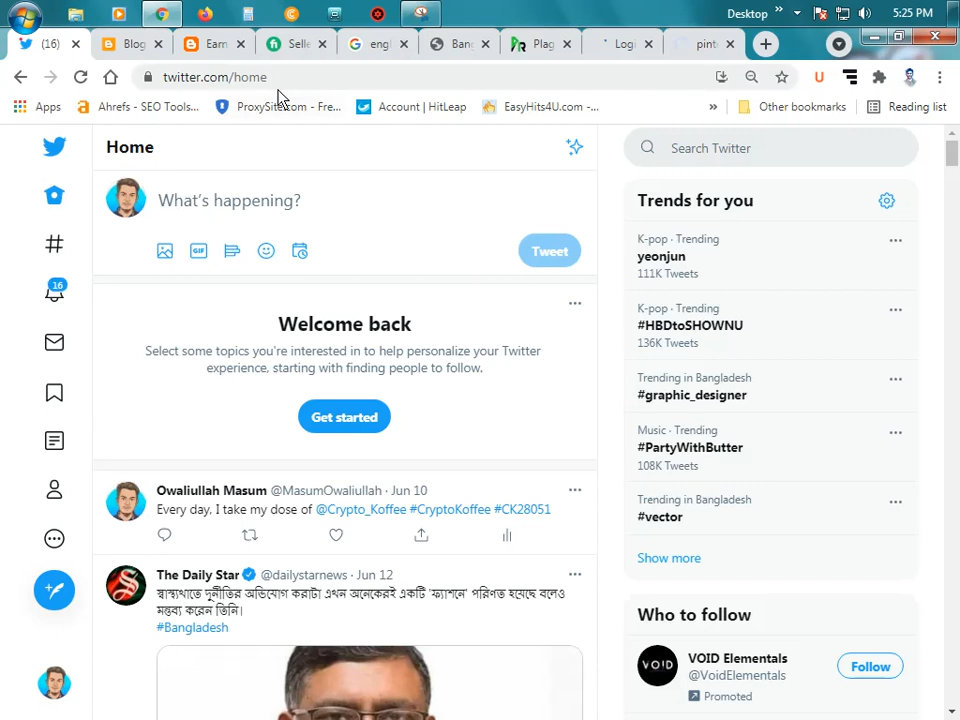 Desktop
»
5:25 PM
(16)
Blog
Earn
Selle
engl
Bang
Plag
Logi
pint
twitter.com/home
Apps
Ahrefs - SEO Tools...
ProxySite.com - Fre...
Account | HitLeap
EasyHits4U.com -...
»
Other bookmarks
Reading list
Home
What's happening?
GIF
Tweet
16
Welcome back
Select some topics you're interested in to help personalize your Twitter
experience, starting with finding people to follow.
Get started
Owaliullah Masum @MasumOwaliullah · Jun 10
Every day, I take my dose of @Crypto_Koffee #CryptoKoffee #CK28051
The Daily Star @dailystarnews · Jun 12
স্বাস্থ্যখাতে দুর্নীতির অভিযোগ করাটা এখন অনেকেরই একটি 'ফ্যাশনে' পরিণত হয়েছে বলেও
মন্তব্য করেন তিনি।
#Bangladesh
Search Twitter
Trends for you
K-pop · Trending
yeonjun
111K Tweets
K-pop · Trending
#HBDtoSHOWNU
136K Tweets
Trending in Bangladesh
#graphic_designer
Music · Trending
#PartyWithButter
108K Tweets
Trending in Bangladesh
#vector
Show more
Who to follow
VOID
VOID Elementals
@VoidElementals
Promoted
Follow